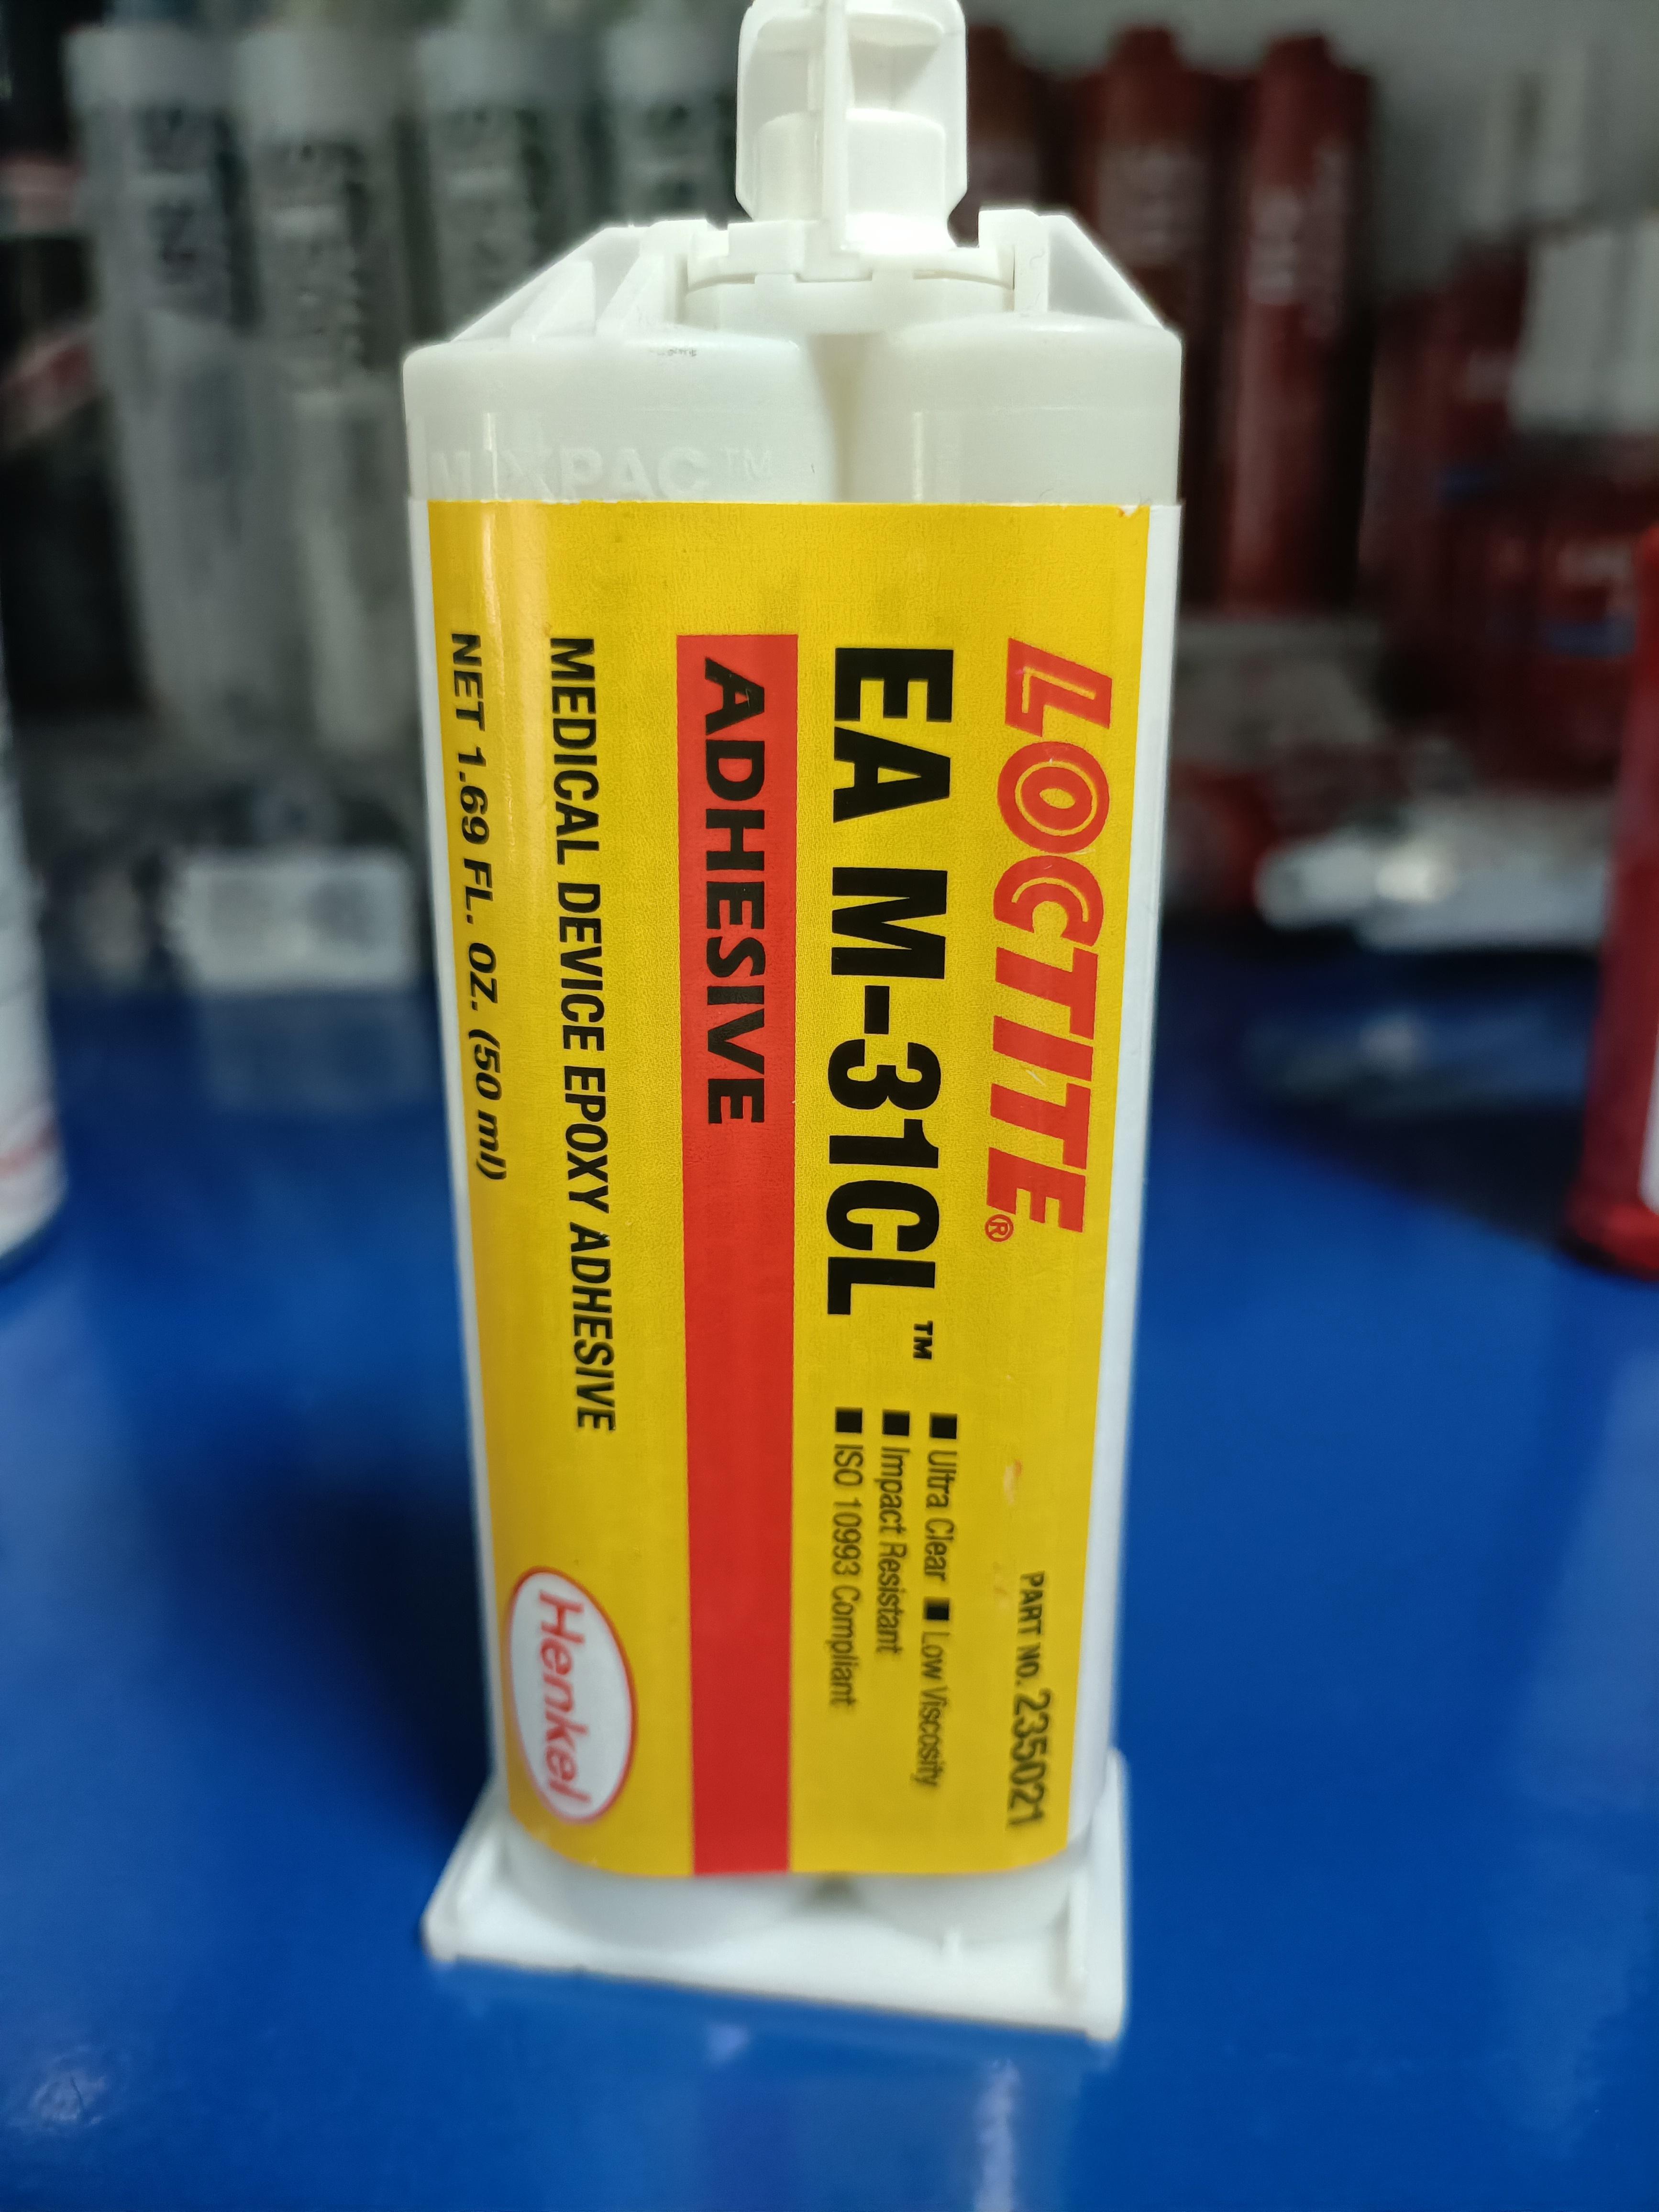 MIXPAC™
LOCTITE®
PART NO. 235021
EA M-31CL™
■ Ultra Clear ■ Low Viscosity
■ Impact Resistant
■ ISO 10993 Compliant
ADHESIVE
MEDICAL DEVICE EPOXY ADHESIVE
NET 1.69 FL. OZ. (50 ml)
Henkel